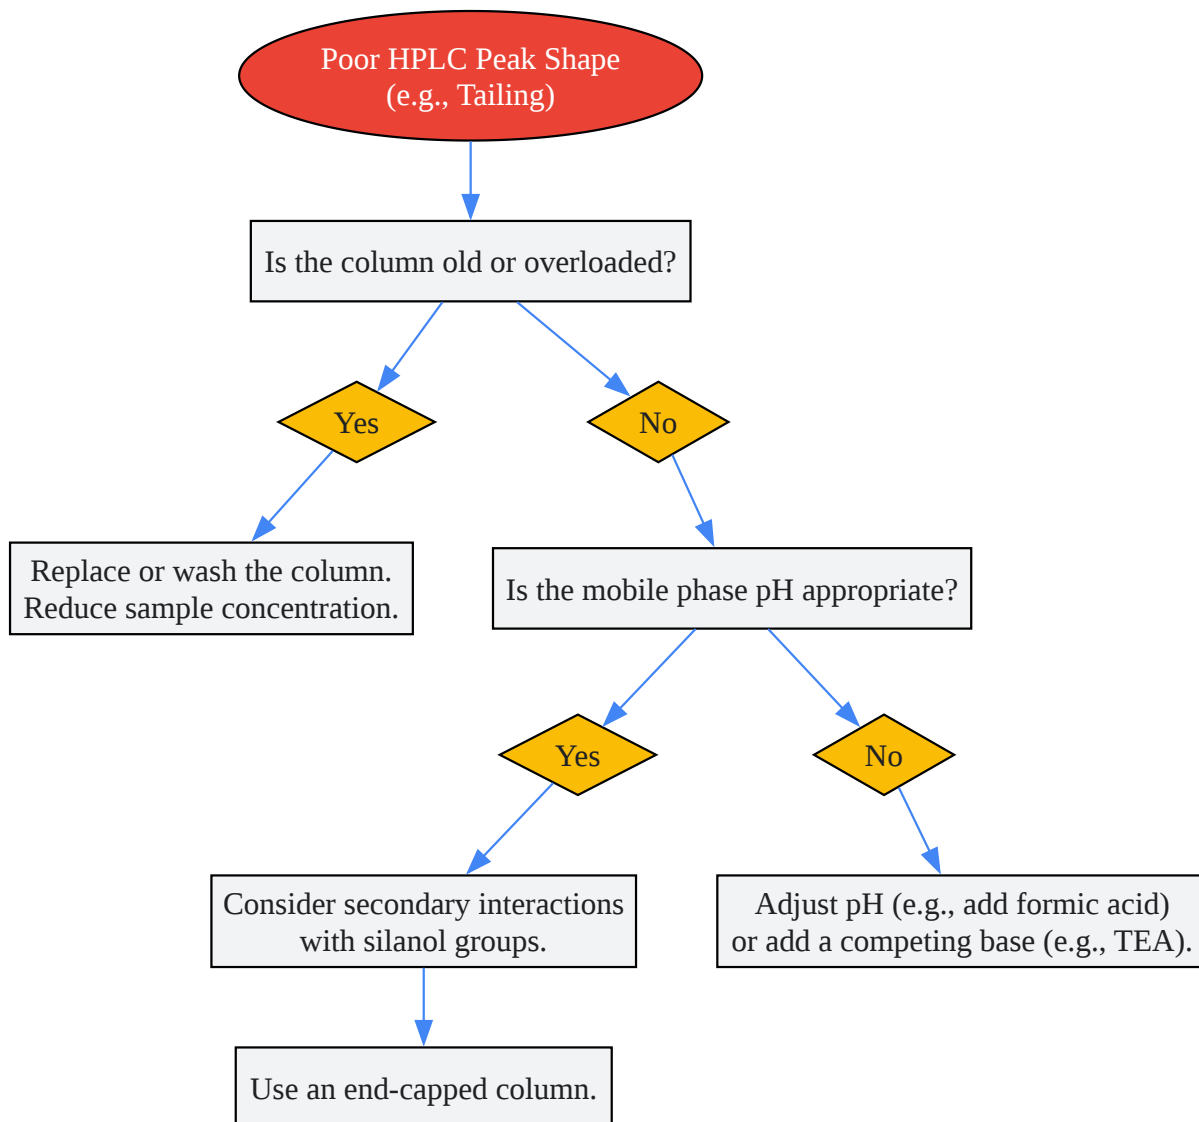 Poor HPLC Peak Shape
(e.g., Tailing)
Is the column old or overloaded?
Yes
No
Replace or wash the column.
Reduce sample concentration.
Is the mobile phase pH appropriate?
Yes
No
Consider secondary interactions
with silanol groups.
Adjust pH (e.g., add formic acid)
or add a competing base (e.g., TEA).
Use an end-capped column.